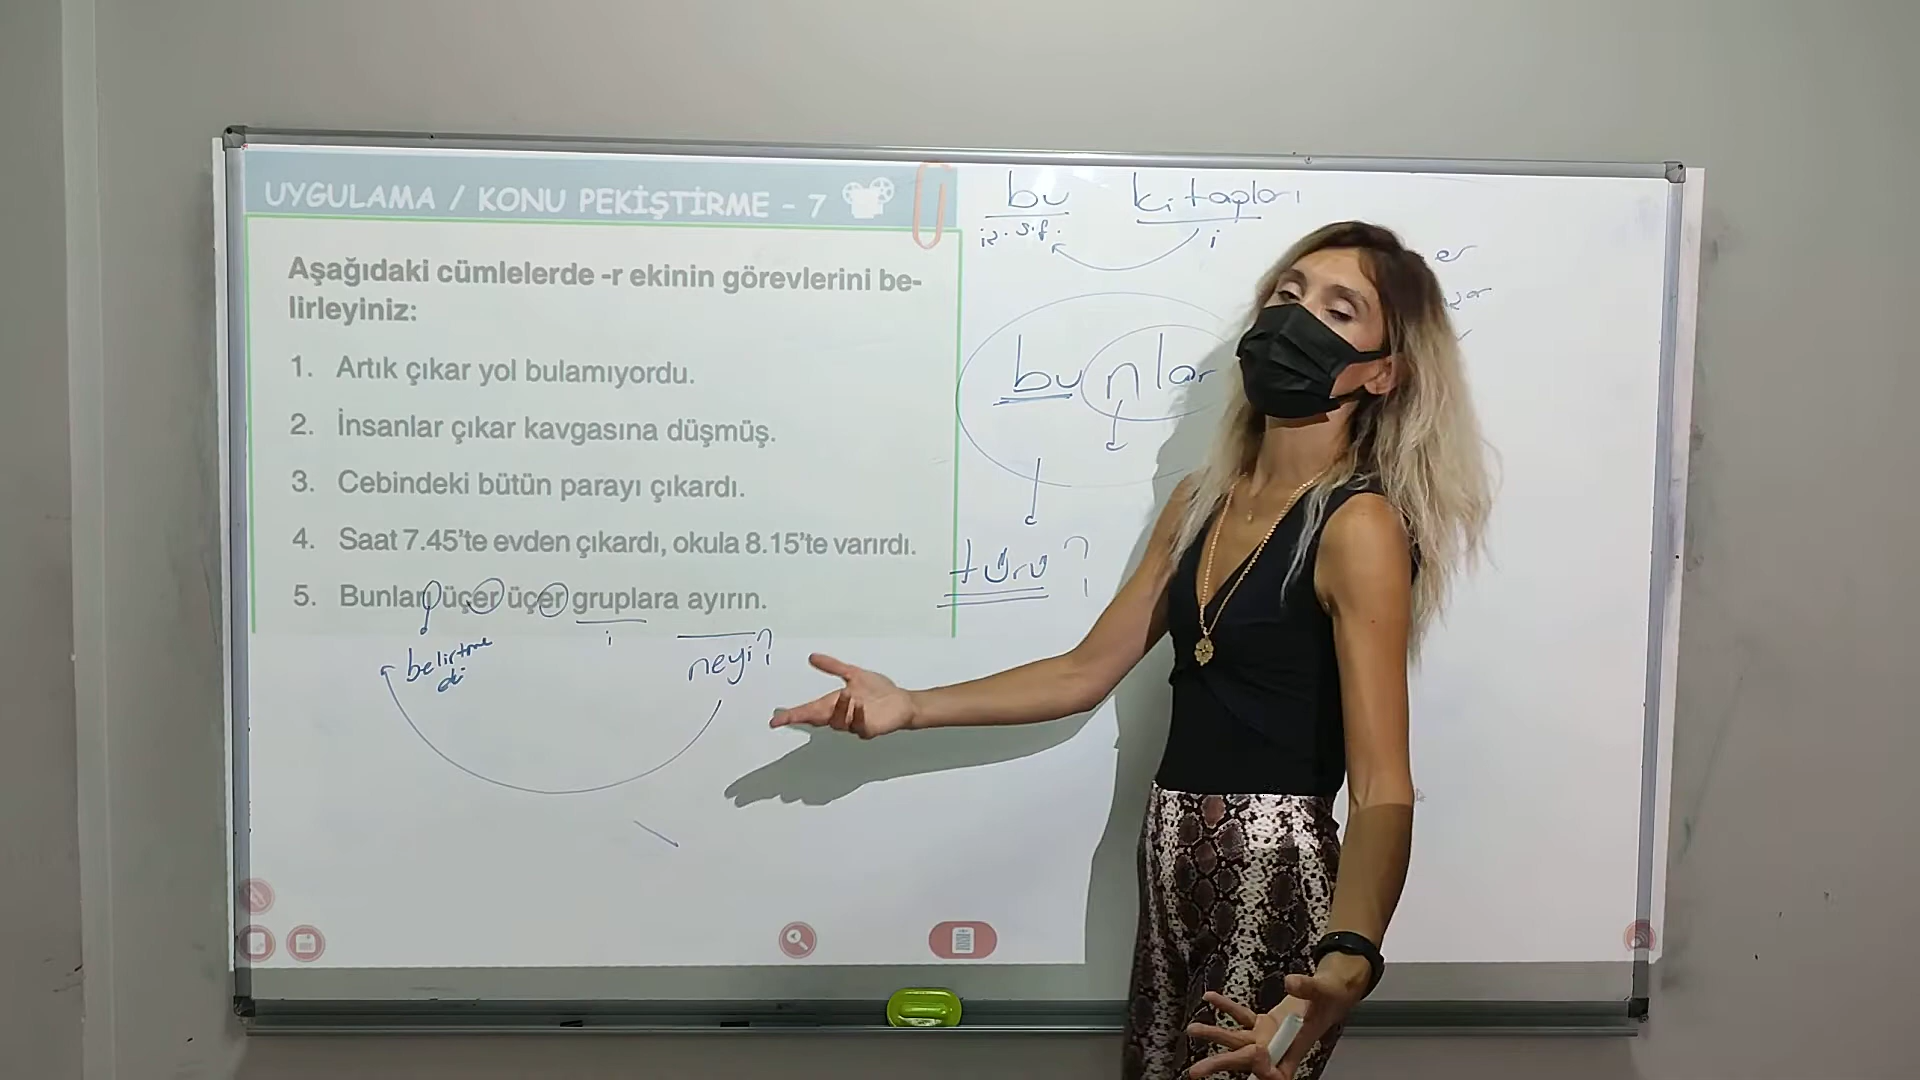 UYGULAMA / KONU PEKİŞTİRME - 7
Aşağıdaki cümlelerde -r ekinin görevlerini be-
lirleyiniz:
1. Artık çıkar yol bulamıyordu.
2. İnsanlar çıkar kavgasına düşmüş.
3. Cebindeki bütün parayı çıkardı.
4. Saat 7.45'te evden çıkardı, okula 8.15'te varırdı.
5. Bunları üçer üçer gruplara ayırın.
i
belirtme
neyi?
bu kitapları
iş. sıf. i
bunlar
türü?
er